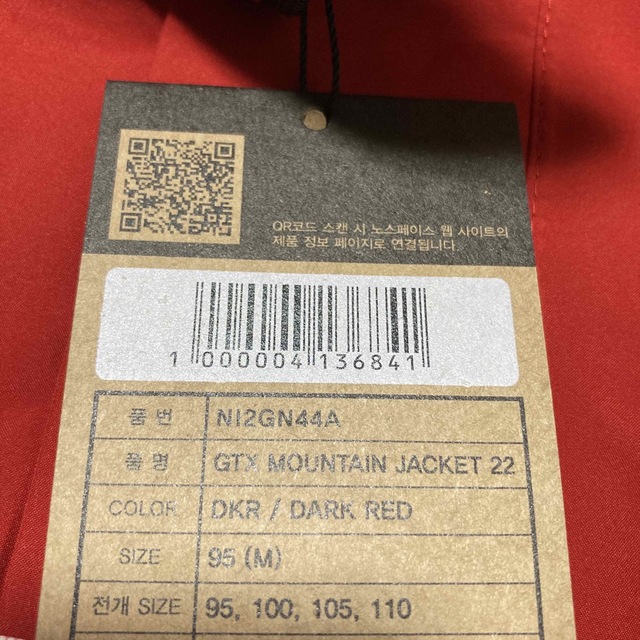 QR코드 스캔 시 노스페이스 웹 사이트의
제품 정보 페이지로 연결됩니다.
1 000004 136841
품 번 NI2GN44A
품 명 GTX MOUNTAIN JACKET 22
COLOR DKR / DARK RED
SIZE 95 (M)
전개 SIZE 95, 100, 105, 110